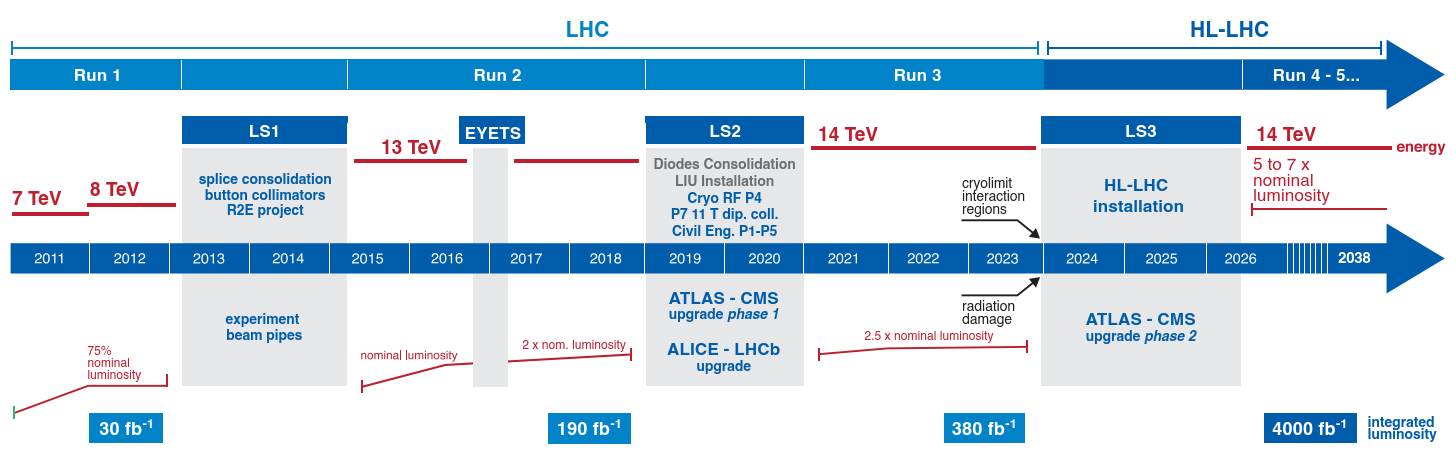 LHC
HL-LHC
Run 1
Run 2
Run 3
Run 4 - 5...
LS1
EYETS
LS2
LS3
7 TeV
8 TeV
13 TeV
14 TeV
14 TeV
energy
splice consolidation
button collimators
R2E project
Diodes Consolidation
LIU Installation
Cryo RF P4
P7 11 T dip. coll.
Civil Eng. P1-P5
cryolimit
interaction
regions
HL-LHC
installation
5 to 7 x
nominal
luminosity
2011
2012
2013
2014
2015
2016
2017
2018
2019
2020
2021
2022
2023
2024
2025
2026
2038
experiment
beam pipes
ATLAS - CMS
upgrade phase 1
ALICE - LHCb
upgrade
radiation
damage
ATLAS - CMS
upgrade phase 2
75%
nominal
luminosity
nominal luminosity
2 x nom. luminosity
2.5 x nominal luminosity
30 fb-1
190 fb-1
380 fb-1
4000 fb-1
integrated
luminosity